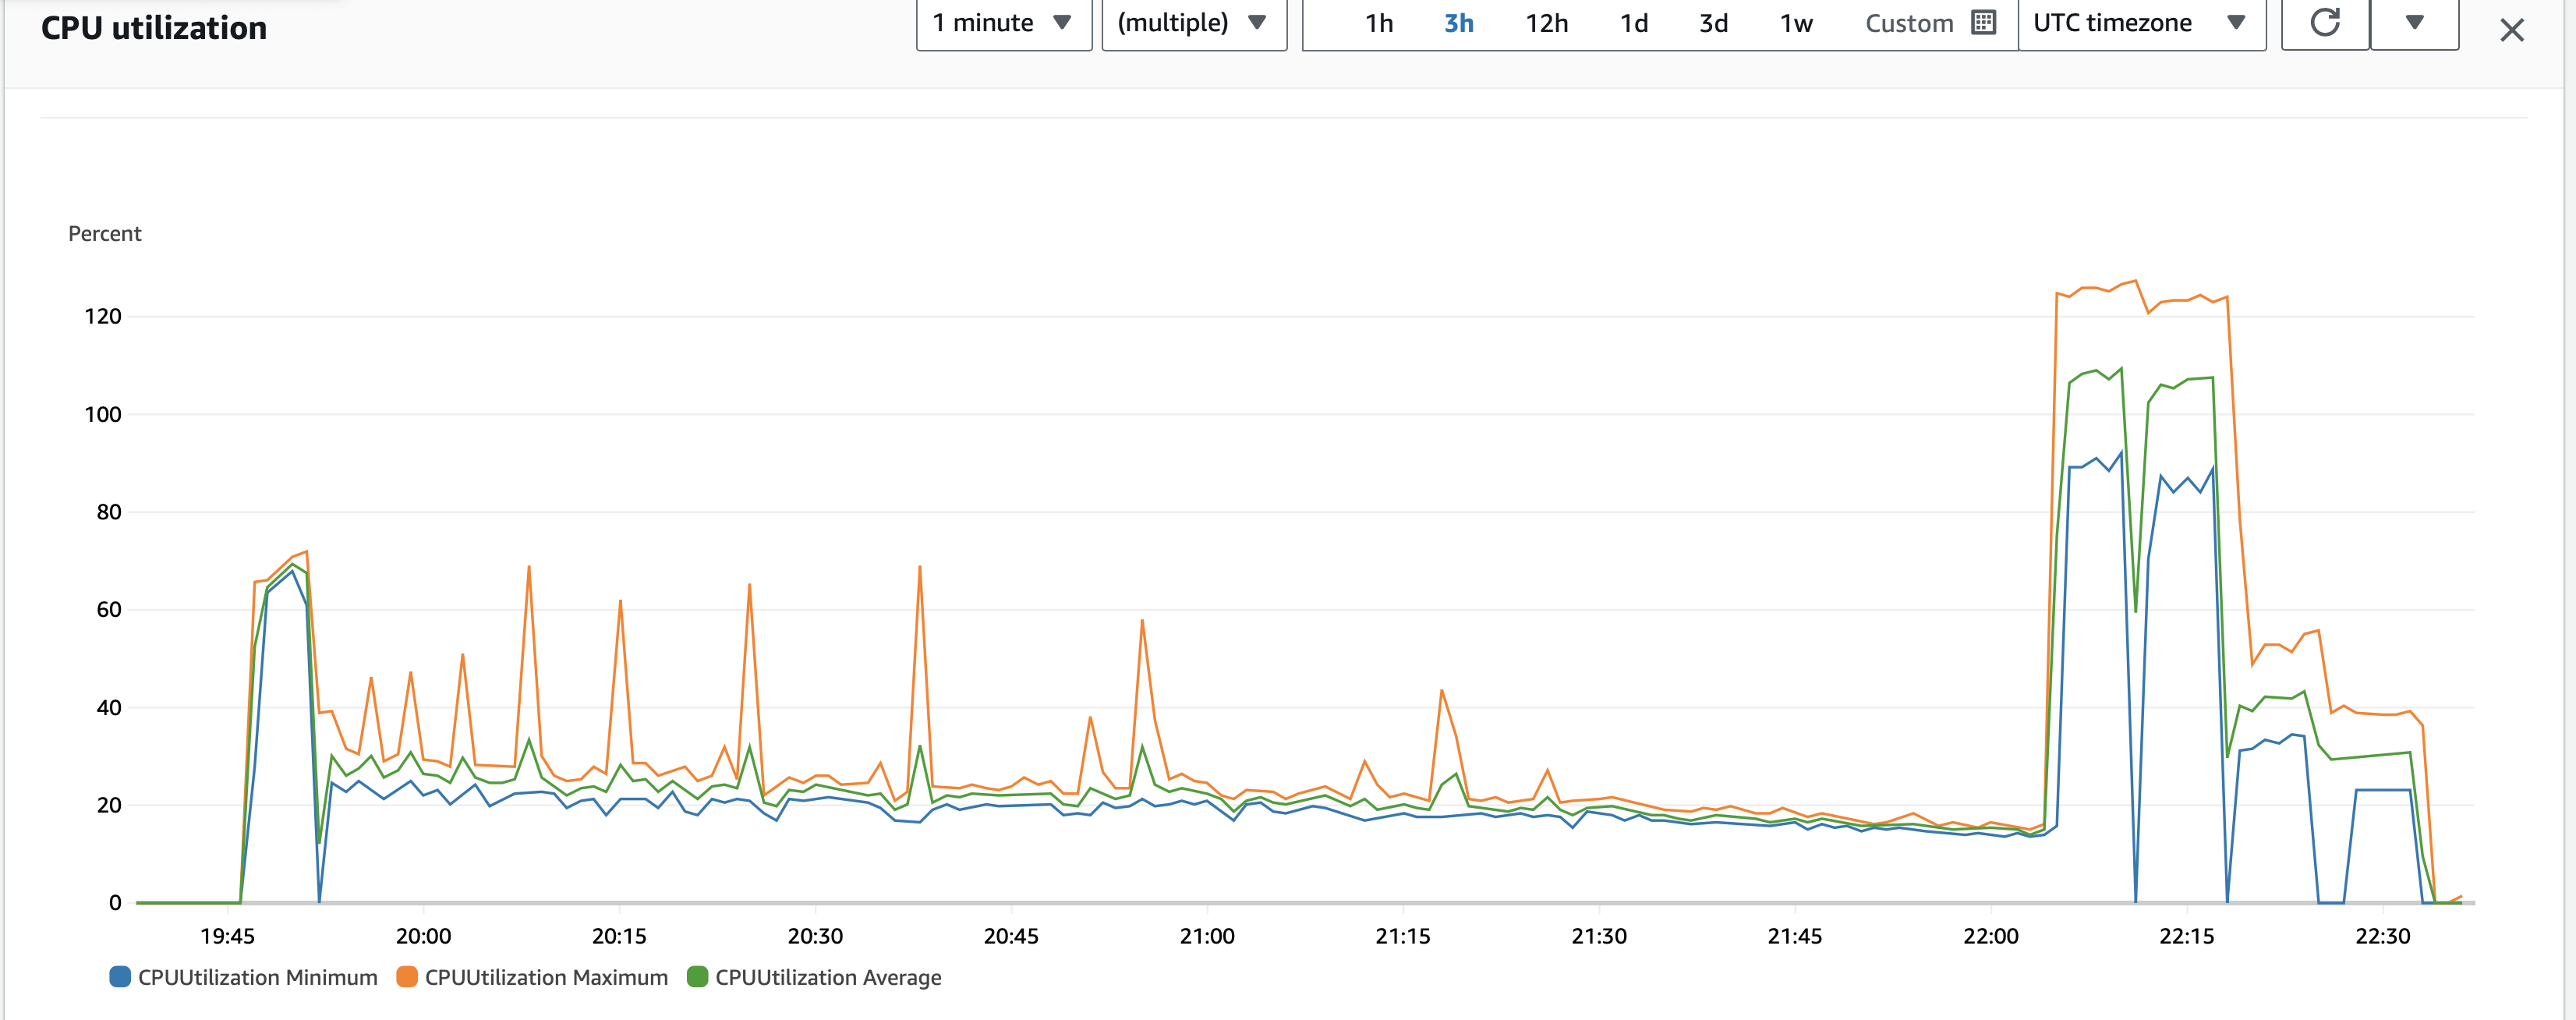 CPU utilization
1 minute
(multiple)
1h 3h 12h 1d 3d 1w Custom
UTC timezone
Percent
120
100
80
60
40
20
0
19:45 20:00 20:15 20:30 20:45 21:00 21:15 21:30 21:45 22:00 22:15 22:30
CPUUtilization Minimum CPUUtilization Maximum CPUUtilization Average